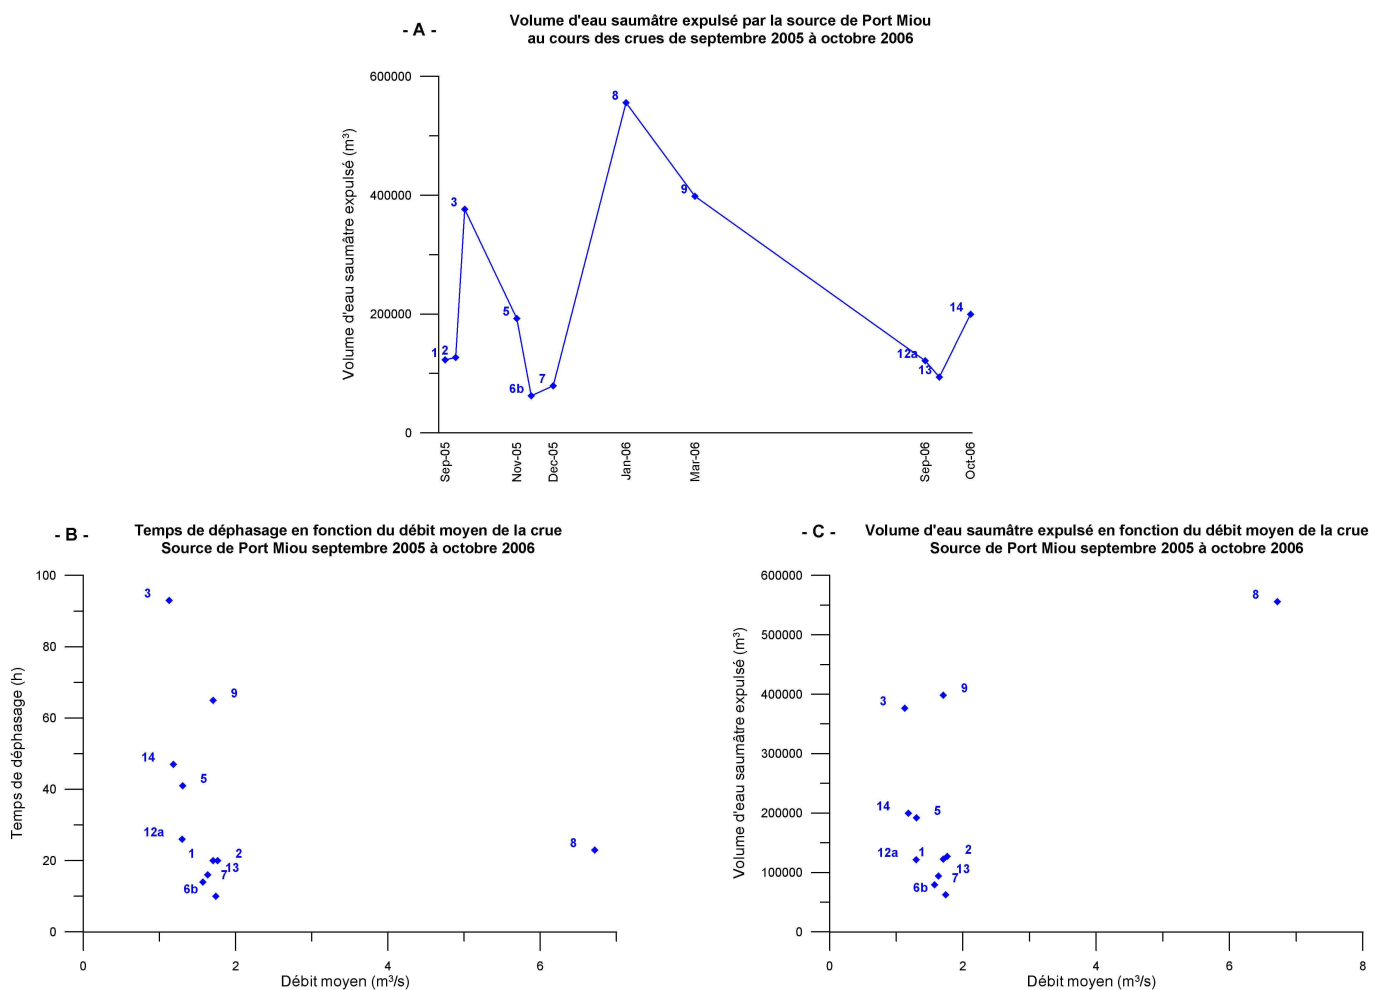 - A -
Volume d'eau saumâtre expulsé par la source de Port Miou
au cours des crues de septembre 2005 à octobre 2006
Volume d'eau saumâtre expulsé (m³)
600000
400000
200000
0
1
2
3
5
6b
7
8
9
12a
13
14
Sep-05
Nov-05
Dec-05
Jan-06
Mar-06
Sep-06
Oct-06
- B -
Temps de déphasage en fonction du débit moyen de la crue
Source de Port Miou septembre 2005 à octobre 2006
Temps de déphasage (h)
100
80
60
40
20
0
3
9
14
5
12a
1
2
13
7
6b
8
0
2
4
6
Débit moyen (m³/s)
- C -
Volume d'eau saumâtre expulsé en fonction du débit moyen de la crue
Source de Port Miou septembre 2005 à octobre 2006
Volume d'eau saumâtre expulsé (m³)
600000
500000
400000
300000
200000
100000
0
8
9
3
14
5
12a
1
2
13
7
6b
0
2
4
6
8
Débit moyen (m³/s)